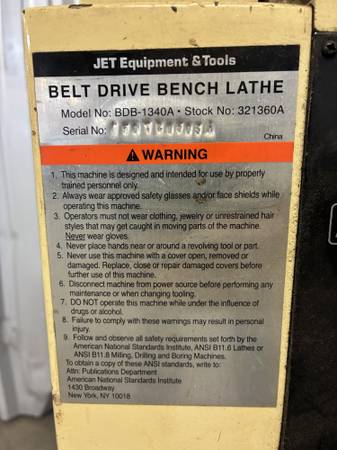 JET Equipment & Tools
BELT DRIVE BENCH LATHE
Model No: BDB-1340A • Stock No: 321360A
Serial No:
China
WARNING
1. This machine is designed and intended for use by properly
trained personnel only.
2. Always wear approved safety glasses and/or face shields while
operating this machine.
3. Operators must not wear clothing, jewelry or unrestrained hair
styles that may get caught in moving parts of the machine.
Never wear gloves.
4. Never place hands near or around a revolving tool or part.
5. Never use this machine with a cover open, removed or
damaged. Replace, close or repair damaged covers before
further use of this machine.
6. Disconnect machine from power source before performing any
maintenance or when changing tooling.
7. DO NOT operate this machine while under the influence of
drugs or alcohol.
8. Failure to comply with these warnings may result in personal
injury.
9. Follow and observe all safety requirements set forth by the
American National Standards Institute, ANSI B11.6 Lathes or
ANSI B11.8 Milling, Drilling and Boring Machines.
To obtain a copy of these ANSI standards, write to:
Attn: Publications Department
American National Standards Institute
1430 Broadway
New York, NY 10018